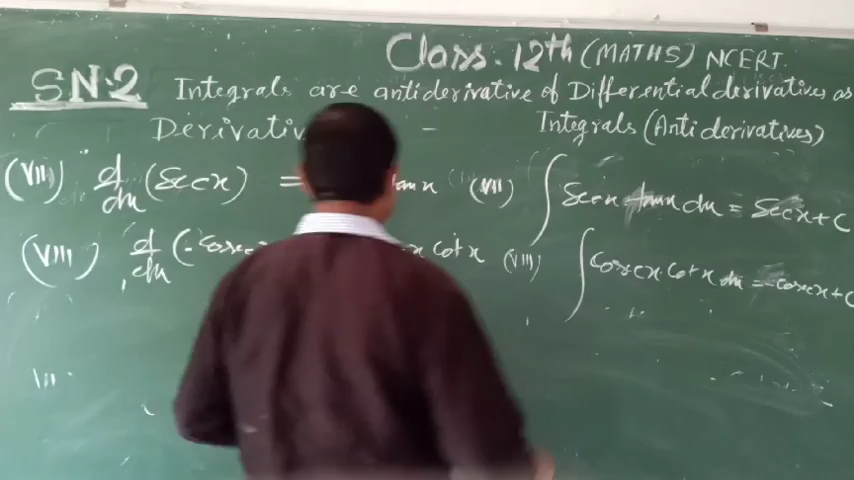 Class. 12th (MATHS) NCERT.
SN.2 Integrals are antiderivative of Differential derivatives as
Derivativ — Integrals (Anti derivatives)
(VII) d/dx (Secx) = tanx (VII) ∫ Secx tanx dx = Secx + C
(VIII) d/dx (-Cosec x Cotx (VIII) ∫ Cosecx Cotx dx = -Cosecx + C